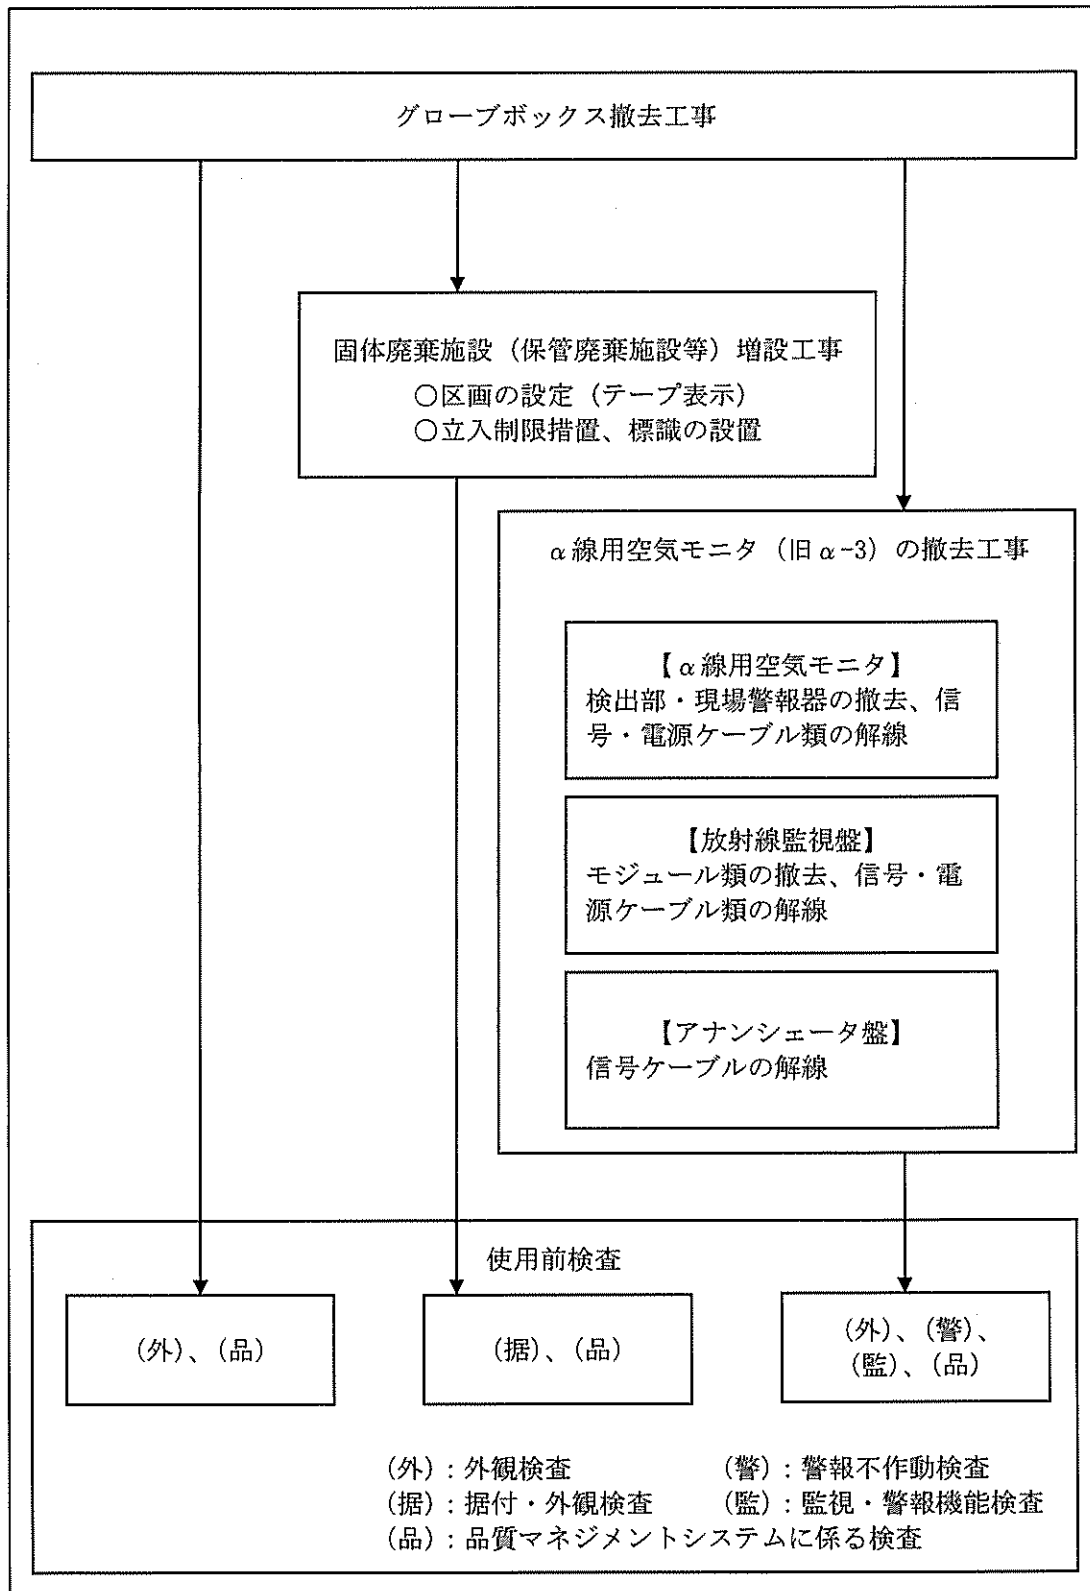 グローブボックス撤去工事
固体廃棄施設（保管廃棄施設等）増設工事
○区画の設定（テープ表示）
○立入制限措置、標識の設置
α線用空気モニタ（旧α-3）の撤去工事
【α線用空気モニタ】
検出部・現場警報器の撤去、信
号・電源ケーブル類の解線
【放射線監視盤】
モジュール類の撤去、信号・電
源ケーブル類の解線
【アナンシェータ盤】
信号ケーブルの解線
使用前検査
(外)、(品)
(据)、(品)
(外)、(警)、
(監)、(品)
(外)：外観検査　(警)：警報不作動検査
(据)：据付・外観検査　(監)：監視・警報機能検査
(品)：品質マネジメントシステムに係る検査